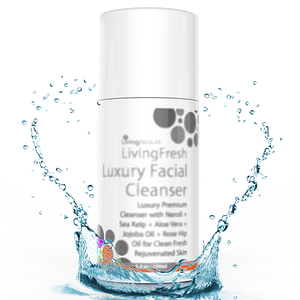 LivingBeauty
LivingFresh
Luxury Facial
Cleanser
Luxury Premium
Cleanser with Neroli +
Sea Kelp + Aloe Vera +
Jojoba Oil + Rose Hip
Oil for Clean Fresh
Rejuvenated Skin